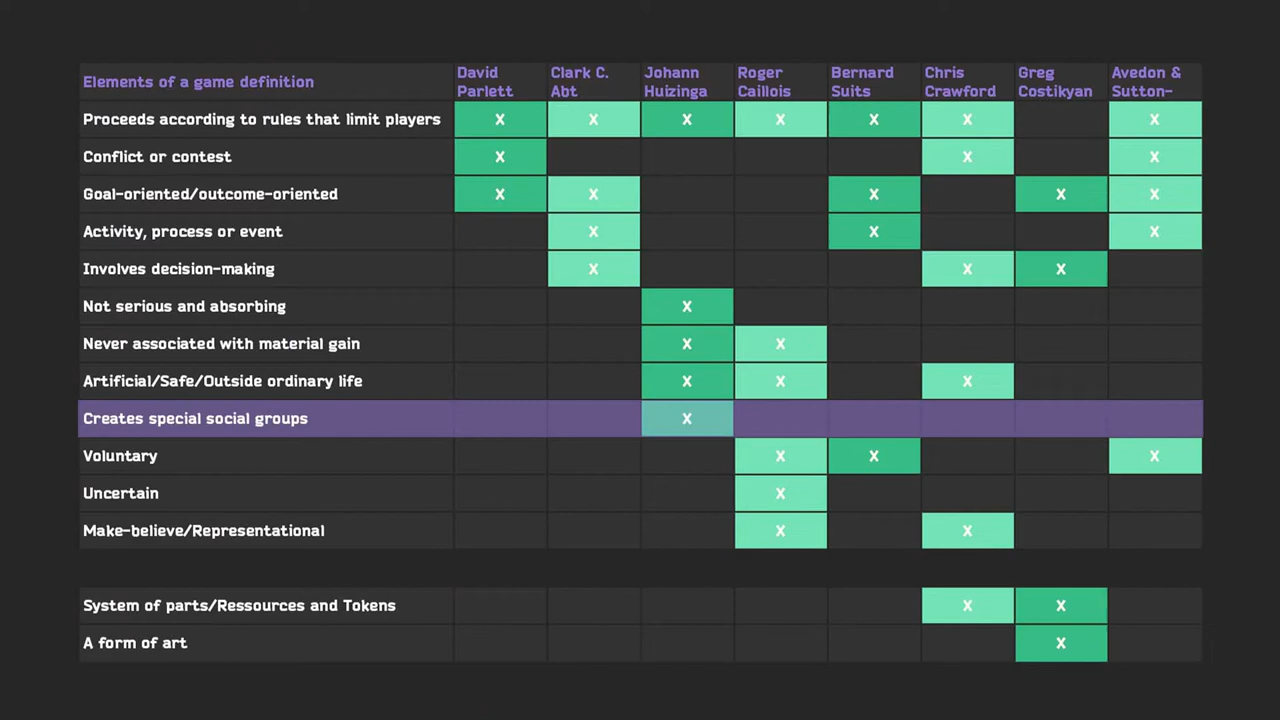 Elements of a game definition David Parlett Clark C. Abt Johann Huizinga Roger Caillois Bernard Suits Chris Crawford Greg Costikyan Avedon & Sutton-
Proceeds according to rules that limit players X X X X X X X
Conflict or contest X X X
Goal-oriented/outcome-oriented X X X X X
Activity, process or event X X X
Involves decision-making X X X
Not serious and absorbing X
Never associated with material gain X X
Artificial/Safe/Outside ordinary life X X X
Creates special social groups X
Voluntary X X X
Uncertain X
Make-believe/Representational X X
System of parts/Ressources and Tokens X X
A form of art X